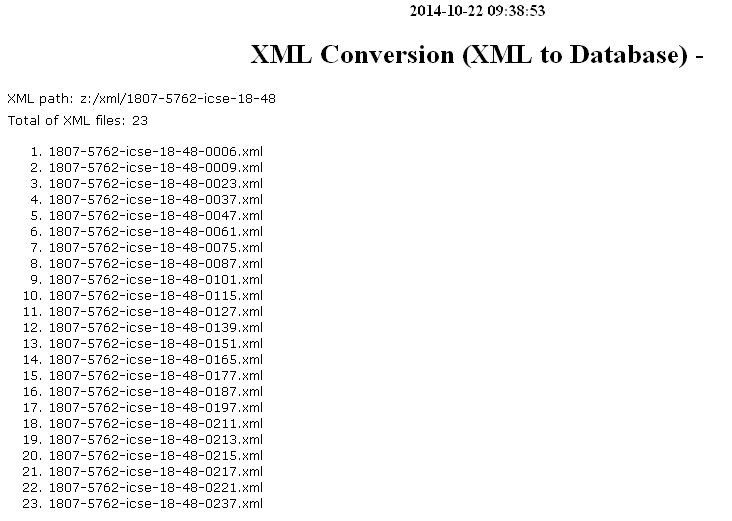 2014-10-22 09:38:53
XML Conversion (XML to Database) -
XML path: z:/xml/1807-5762-icse-18-48
Total of XML files: 23
1. 1807-5762-icse-18-48-0006.xml
2. 1807-5762-icse-18-48-0009.xml
3. 1807-5762-icse-18-48-0023.xml
4. 1807-5762-icse-18-48-0037.xml
5. 1807-5762-icse-18-48-0047.xml
6. 1807-5762-icse-18-48-0061.xml
7. 1807-5762-icse-18-48-0075.xml
8. 1807-5762-icse-18-48-0087.xml
9. 1807-5762-icse-18-48-0101.xml
10. 1807-5762-icse-18-48-0115.xml
11. 1807-5762-icse-18-48-0127.xml
12. 1807-5762-icse-18-48-0139.xml
13. 1807-5762-icse-18-48-0151.xml
14. 1807-5762-icse-18-48-0165.xml
15. 1807-5762-icse-18-48-0177.xml
16. 1807-5762-icse-18-48-0187.xml
17. 1807-5762-icse-18-48-0197.xml
18. 1807-5762-icse-18-48-0211.xml
19. 1807-5762-icse-18-48-0213.xml
20. 1807-5762-icse-18-48-0215.xml
21. 1807-5762-icse-18-48-0217.xml
22. 1807-5762-icse-18-48-0221.xml
23. 1807-5762-icse-18-48-0237.xml